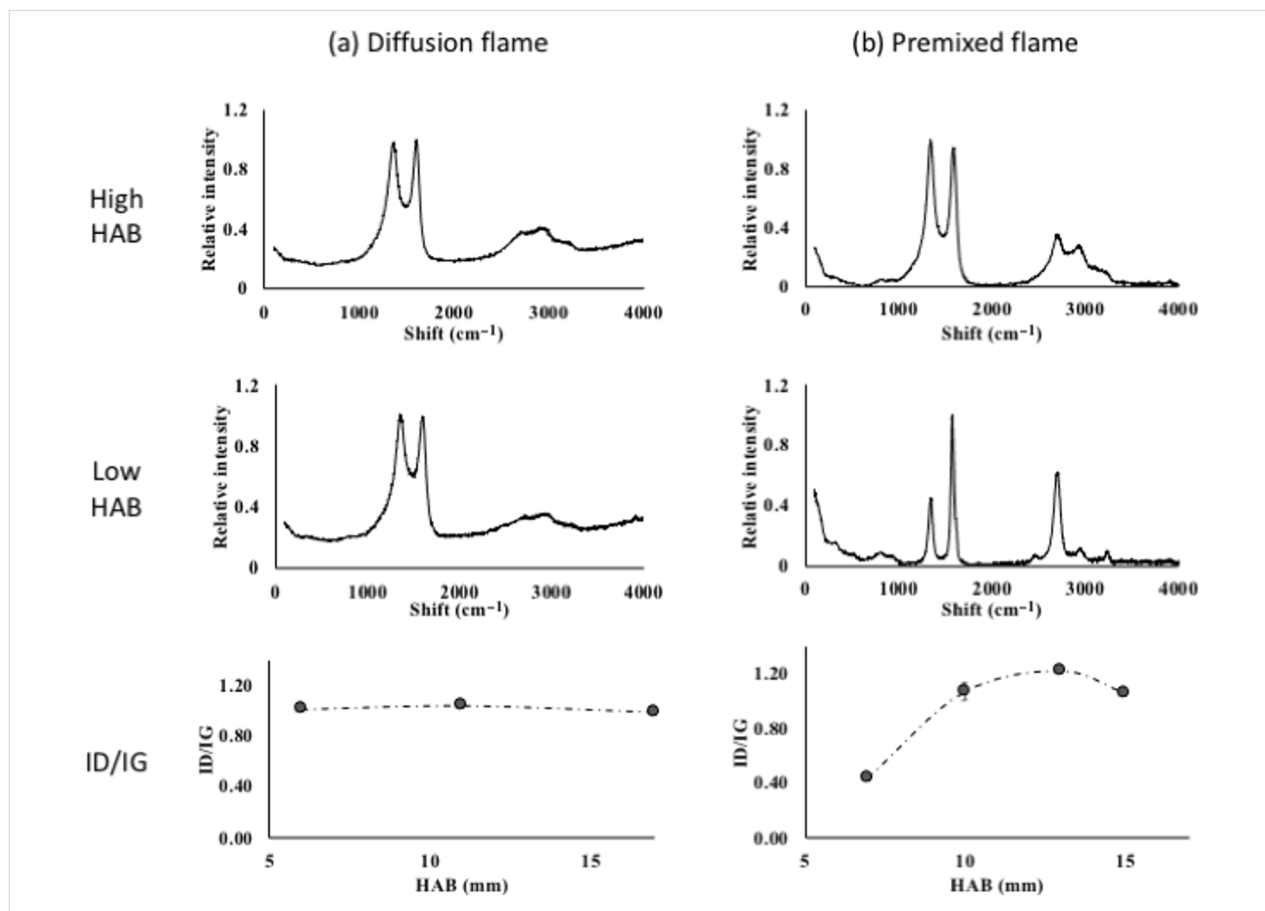 (a) Diffusion flame
(b) Premixed flame
High
HAB
Relative intensity
1.2
0.8
0.4
0
0 1000 2000 3000 4000
Shift (cm−1)
Relative intensity
1.2
0.8
0.4
0
0 1000 2000 3000 4000
Shift (cm−1)
Low
HAB
Relative intensity
1.2
0.8
0.4
0
0 1000 2000 3000 4000
Shift (cm−1)
Relative intensity
1.2
0.8
0.4
0
0 1000 2000 3000 4000
Shift (cm−1)
ID/IG
ID/IG
1.20
0.80
0.40
0.00
5 10 15
HAB (mm)
ID/IG
1.20
0.80
0.40
0.00
5 10 15
HAB (mm)